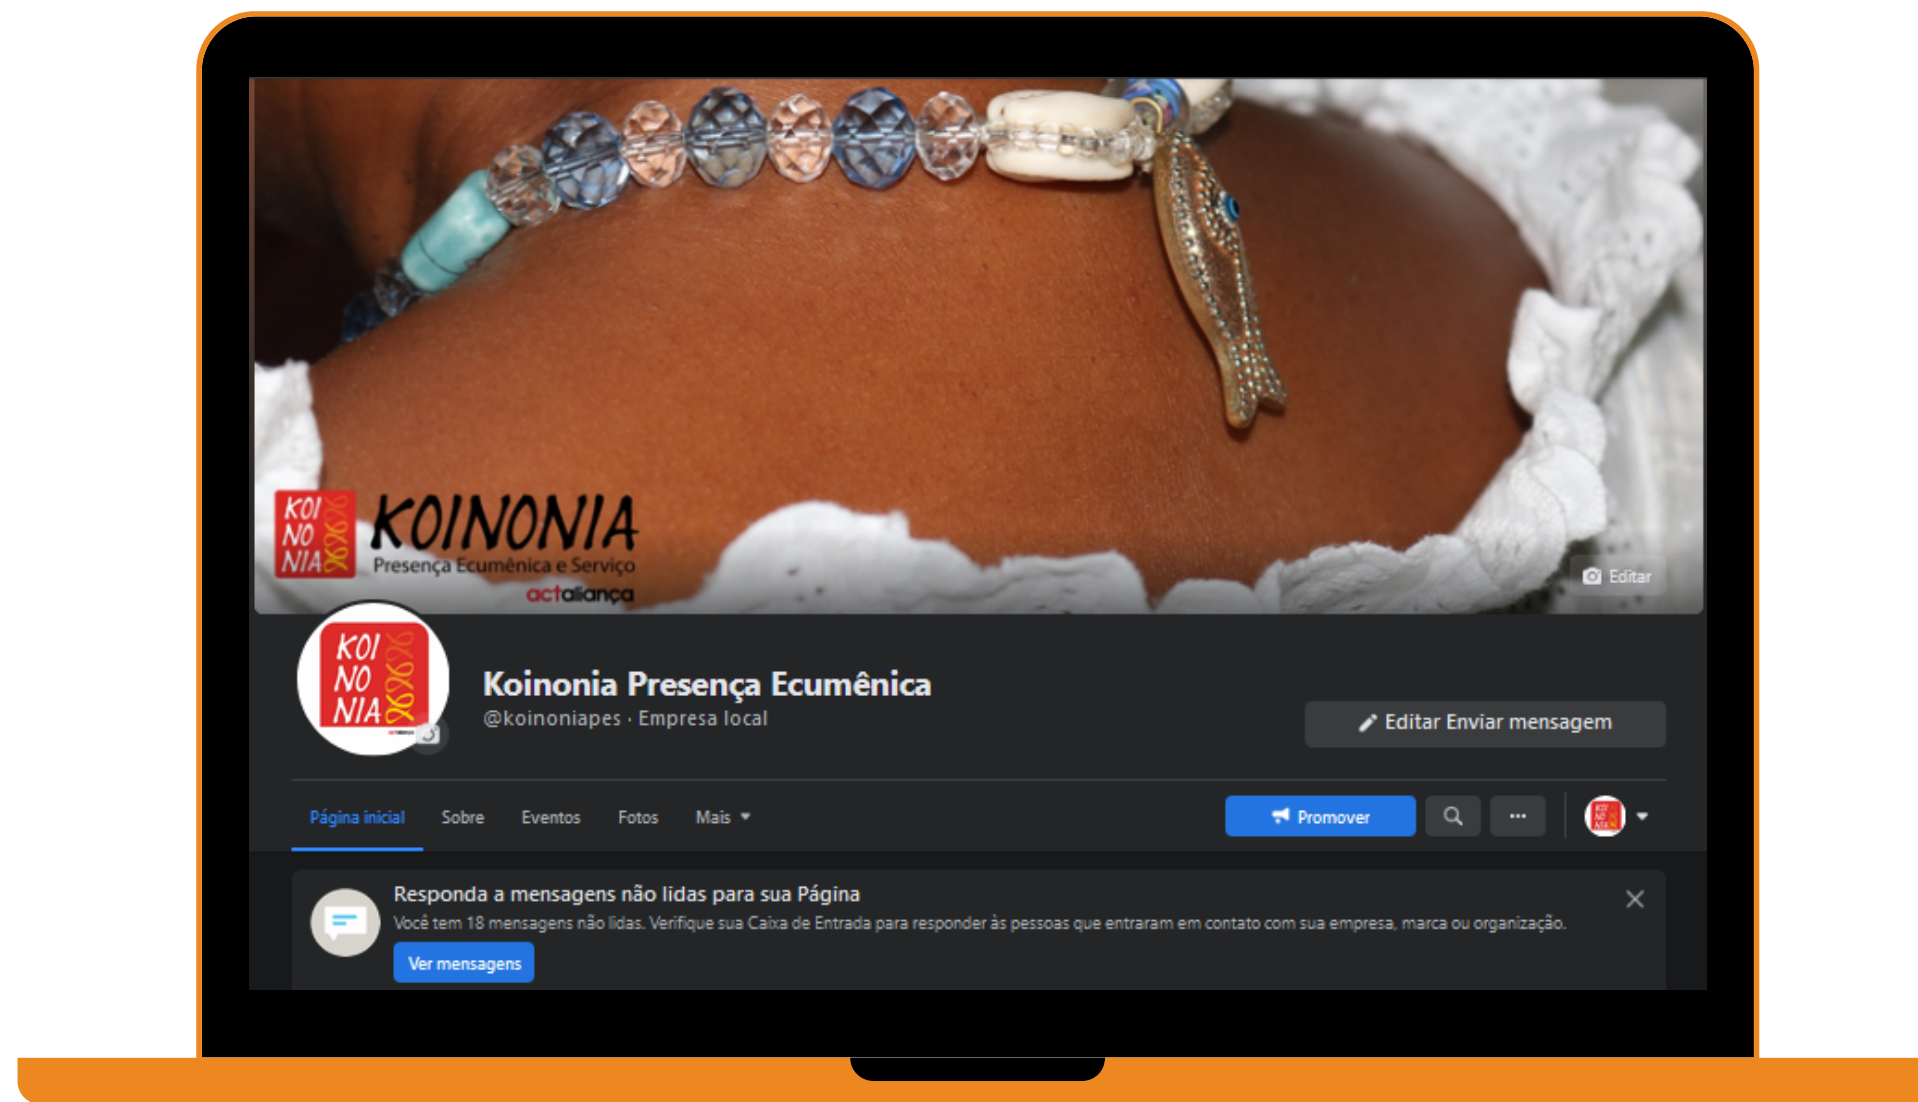 KOI
NO
NIA
KOINONIA
Presença Ecumênica e Serviço
actaliança
Editar
KOI
NO
NIA
Koinonia Presença Ecumênica
@koinoniapes · Empresa local
Editar Enviar mensagem
Página inicial
Sobre
Eventos
Fotos
Mais
Promover
KOI
NO
NIA
Responda a mensagens não lidas para sua Página
Você tem 18 mensagens não lidas. Verifique sua Caixa de Entrada para responder às pessoas que entraram em contato com sua empresa, marca ou organização.
Ver mensagens